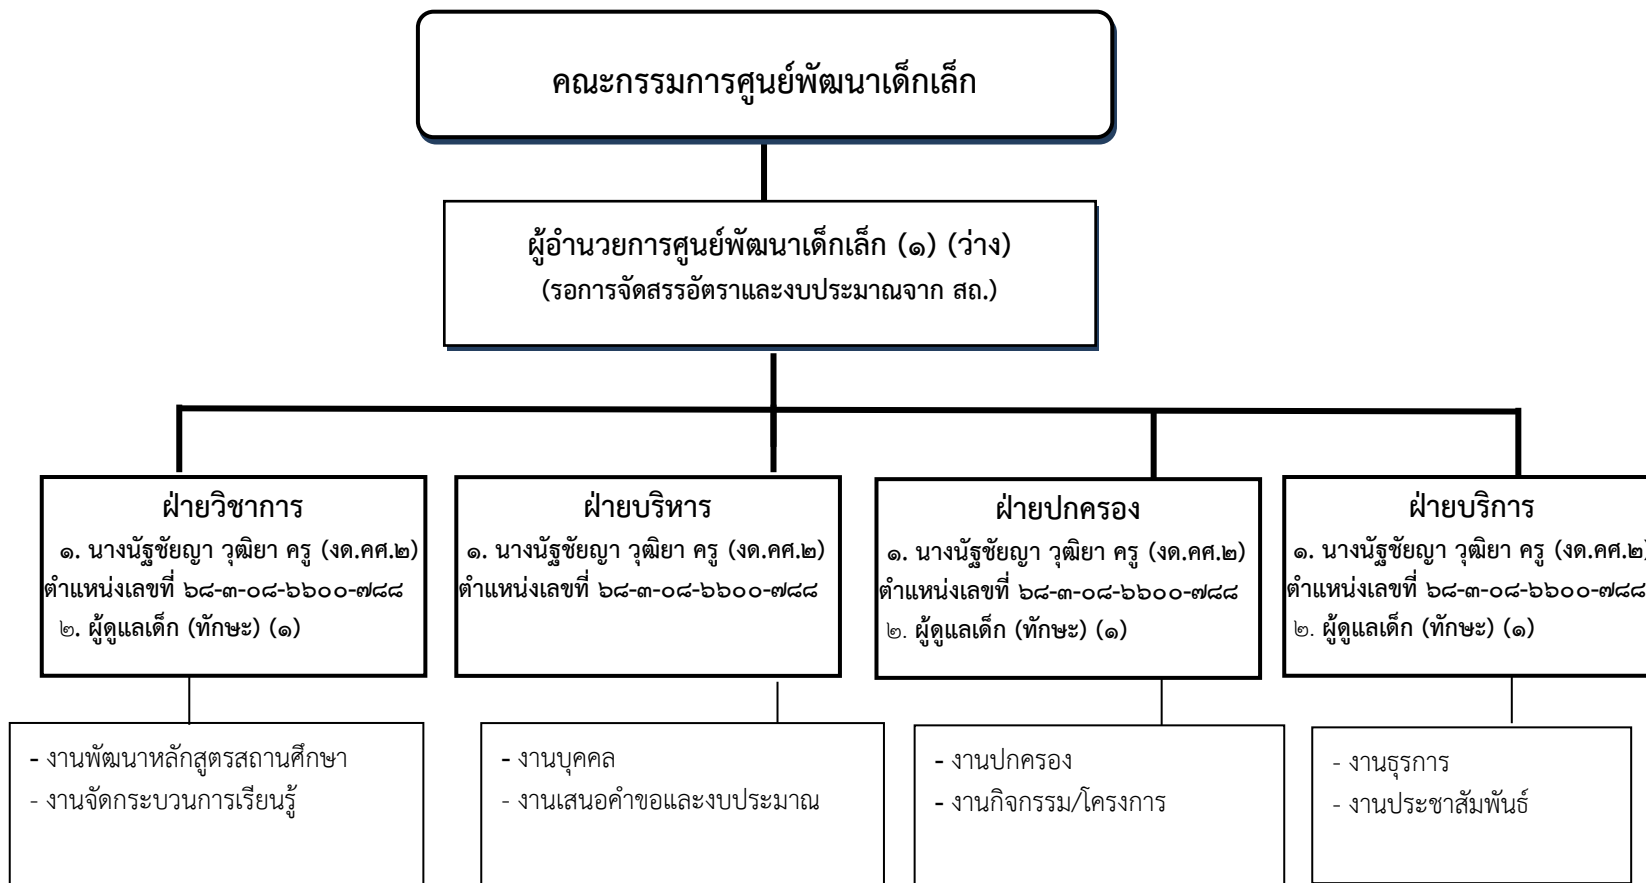 คณะกรรมการศูนย์พัฒนาเด็กเล็ก
ผู้อำนวยการศูนย์พัฒนาเด็กเล็ก (๑) (ว่าง)
(รอการจัดสรรอัตราและงบประมาณจาก สถ.)
ฝ่ายวิชาการ
๑. นางนัฐชัยญา วุฒิยา ครู (งด.คศ.๒)
ตำแหน่งเลขที่ ๖๘-๓-๐๘-๖๖๐๐-๗๘๘
๒. ผู้ดูแลเด็ก (ทักษะ) (๑)
ฝ่ายบริหาร
๑. นางนัฐชัยญา วุฒิยา ครู (งด.คศ.๒)
ตำแหน่งเลขที่ ๖๘-๓-๐๘-๖๖๐๐-๗๘๘
ฝ่ายปกครอง
๑. นางนัฐชัยญา วุฒิยา ครู (งด.คศ.๒)
ตำแหน่งเลขที่ ๖๘-๓-๐๘-๖๖๐๐-๗๘๘
๒. ผู้ดูแลเด็ก (ทักษะ) (๑)
ฝ่ายบริการ
๑. นางนัฐชัยญา วุฒิยา ครู (งด.คศ.๒)
ตำแหน่งเลขที่ ๖๘-๓-๐๘-๖๖๐๐-๗๘๘
๒. ผู้ดูแลเด็ก (ทักษะ) (๑)
- งานพัฒนาหลักสูตรสถานศึกษา
- งานจัดกระบวนการเรียนรู้
- งานบุคคล
- งานเสนอคำขอและงบประมาณ
- งานปกครอง
- งานกิจกรรม/โครงการ
- งานธุรการ
- งานประชาสัมพันธ์